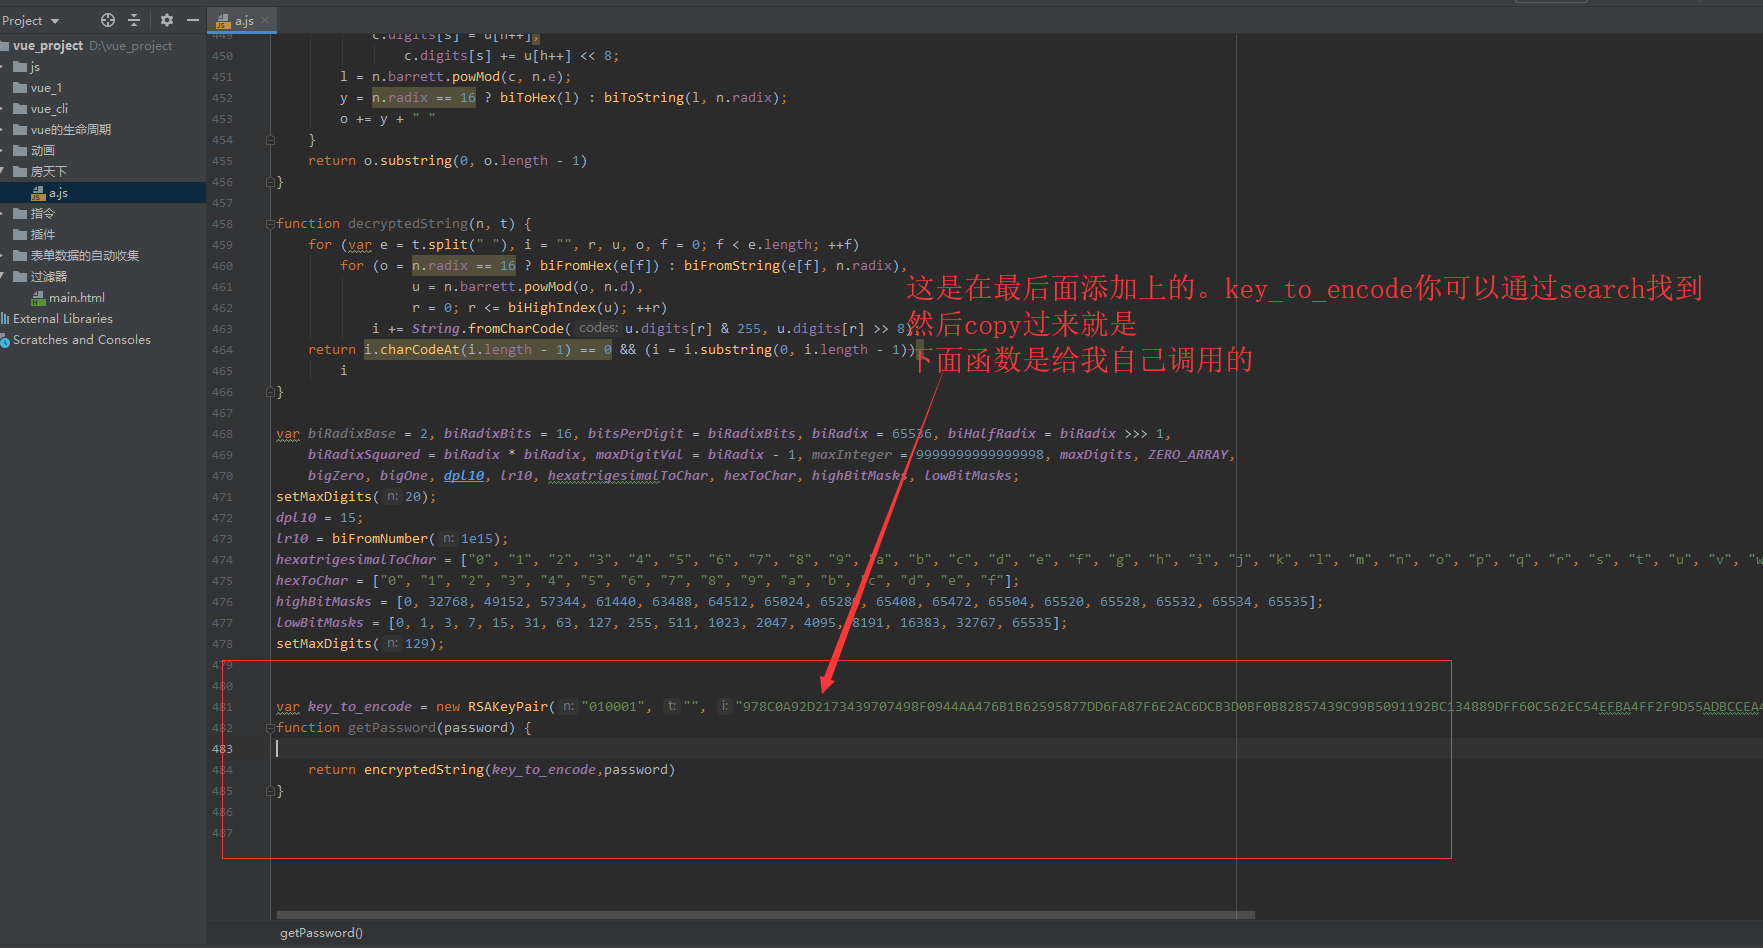 Project
a.js
vue_project D:\vue_project
js
vue_1
vue_cli
vue的生命周期
动画
房天下
a.js
指令
插件
表单数据的自动收集
过滤器
main.html
External Libraries
Scratches and Consoles
449 c.digits[s] = u[h++],
450 c.digits[s] += u[h++] << 8;
451 l = n.barrett.powMod(c, n.e);
452 y = n.radix == 16 ? biToHex(l) : biToString(l, n.radix);
453 o += y + " "
454 }
455 return o.substring(0, o.length - 1)
456 }
457
458 function decryptedString(n, t) {
459 for (var e = t.split(" "), i = "", r, u, o, f = 0; f < e.length; ++f)
460 for (o = n.radix == 16 ? biFromHex(e[f]) : biFromString(e[f], n.radix),
461 u = n.barrett.powMod(o, n.d),
462 r = 0; r <= biHighIndex(u); ++r)
463 i += String.fromCharCode( codes: u.digits[r] & 255, u.digits[r] >> 8);
464 return i.charCodeAt(i.length - 1) == 0 && (i = i.substring(0, i.length - 1)),
465 i
466 }
467
这是在最后面添加上的。key_to_encode你可以通过search找到
然后copy过来就是
下面函数是给我自己调用的
468 var biRadixBase = 2, biRadixBits = 16, bitsPerDigit = biRadixBits, biRadix = 65536, biHalfRadix = biRadix >>> 1,
469 biRadixSquared = biRadix * biRadix, maxDigitVal = biRadix - 1, maxInteger = 9999999999999998, maxDigits, ZERO_ARRAY,
470 bigZero, bigOne, dpl10, lr10, hexatrigesimalToChar, hexToChar, highBitMasks, lowBitMasks;
471 setMaxDigits( n: 20);
472 dpl10 = 15;
473 lr10 = biFromNumber( n: 1e15);
474 hexatrigesimalToChar = ["0", "1", "2", "3", "4", "5", "6", "7", "8", "9", "a", "b", "c", "d", "e", "f", "g", "h", "i", "j", "k", "l", "m", "n", "o", "p", "q", "r", "s", "t", "u", "v", "w
475 hexToChar = ["0", "1", "2", "3", "4", "5", "6", "7", "8", "9", "a", "b", "c", "d", "e", "f"];
476 highBitMasks = [0, 32768, 49152, 57344, 61440, 63488, 64512, 65024, 65280, 65408, 65472, 65504, 65520, 65528, 65532, 65534, 65535];
477 lowBitMasks = [0, 1, 3, 7, 15, 31, 63, 127, 255, 511, 1023, 2047, 4095, 8191, 16383, 32767, 65535];
478 setMaxDigits( n: 129);
479
480
481 var key_to_encode = new RSAKeyPair( n: "010001", t: "", i: "978C0A92D2173439707498F0944AA476B1B62595877DD6FA87F6E2AC6DCB3D0BF0B82857439C99B5091192BC134889DFF60C562EC54EFBA4FF2F9D55ADBCCEA4
482 function getPassword(password) {
483
484 return encryptedString(key_to_encode,password)
485 }
486
487
getPassword()